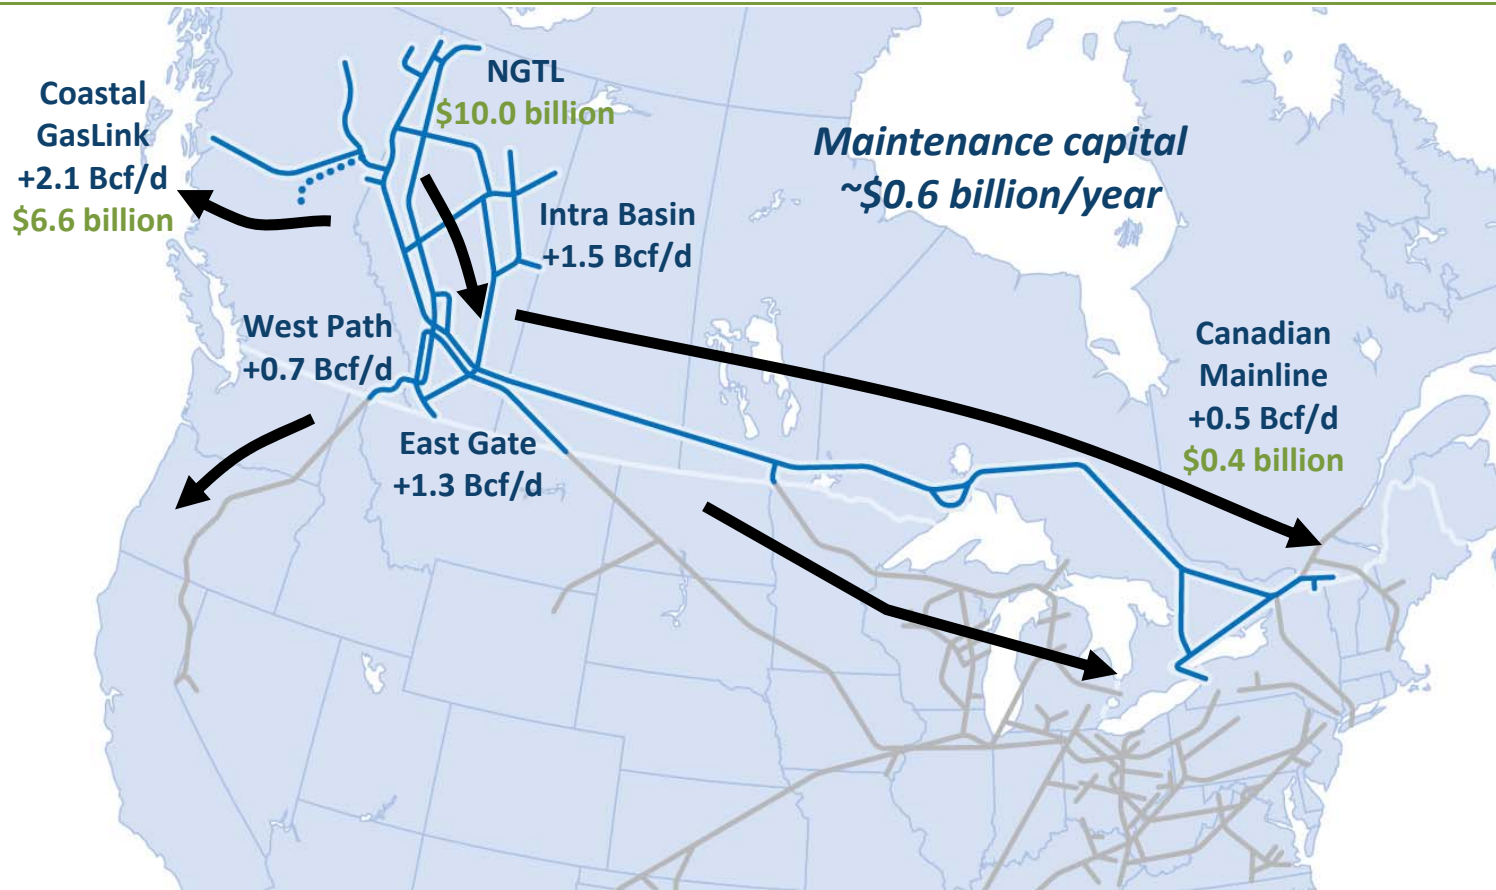 Coastal
GasLink
+2.1 Bcf/d
$6.6 billion
NGTL
$10.0 billion
Maintenance capital
~$0.6 billion/year
Intra Basin
+1.5 Bcf/d
West Path
+0.7 Bcf/d
East Gate
+1.3 Bcf/d
Canadian
Mainline
+0.5 Bcf/d
$0.4 billion